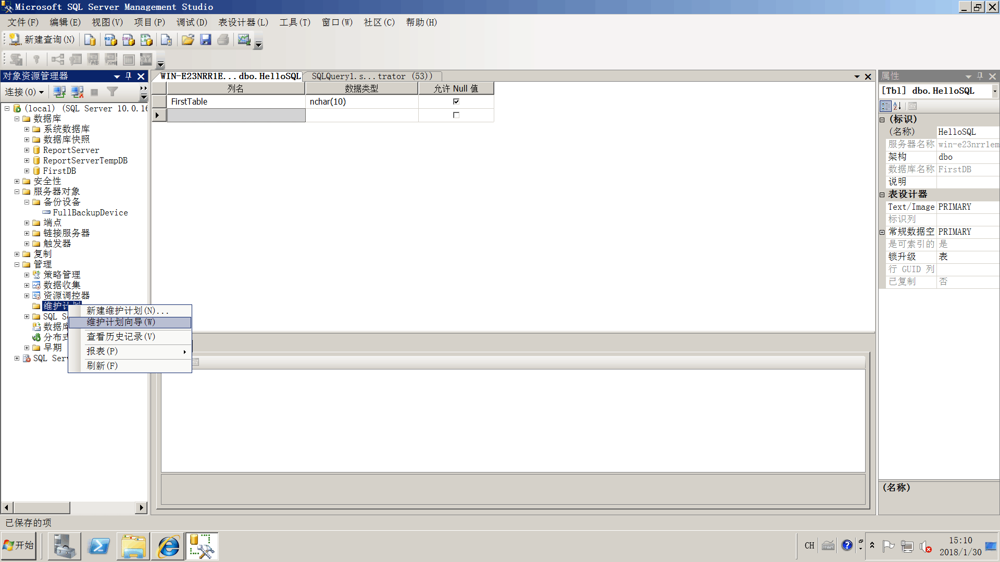 Microsoft SQL Server Management Studio
文件(F) 编辑(E) 视图(V) 项目(P) 调试(D) 表设计器(L) 工具(T) 窗口(W) 社区(C) 帮助(H)
新建查询(N)
对象资源管理器
连接(O)
(local) (SQL Server 10.0.16
数据库
系统数据库
数据库快照
ReportServer
ReportServerTempDB
FirstDB
安全性
服务器对象
备份设备
FullBackupDevice
端点
链接服务器
触发器
复制
管理
策略管理
数据收集
资源调控器
维护计划
SQL S
数据库
分布式
早期
SQL Ser
新建维护计划(N)...
维护计划向导(W)
查看历史记录(V)
报表(P)
刷新(F)
WIN-E23NRR1E...dbo.HelloSQL SQLQuery1.s...trator (53))
列名 数据类型 允许 Null 值
FirstTable nchar(10)
属性
[Tbl] dbo.HelloSQL
(标识)
(名称) HelloSQL
服务器名称 win-e23nrr1em
架构 dbo
数据库名称 FirstDB
说明
表设计器
Text/Image PRIMARY
标识列
常规数据空 PRIMARY
是可索引的 是
锁升级 表
行 GUID 列
已复制 否
(名称)
已保存的项
开始
CH
15:10
2018/1/30